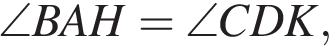 ∠BAH = ∠CDK,